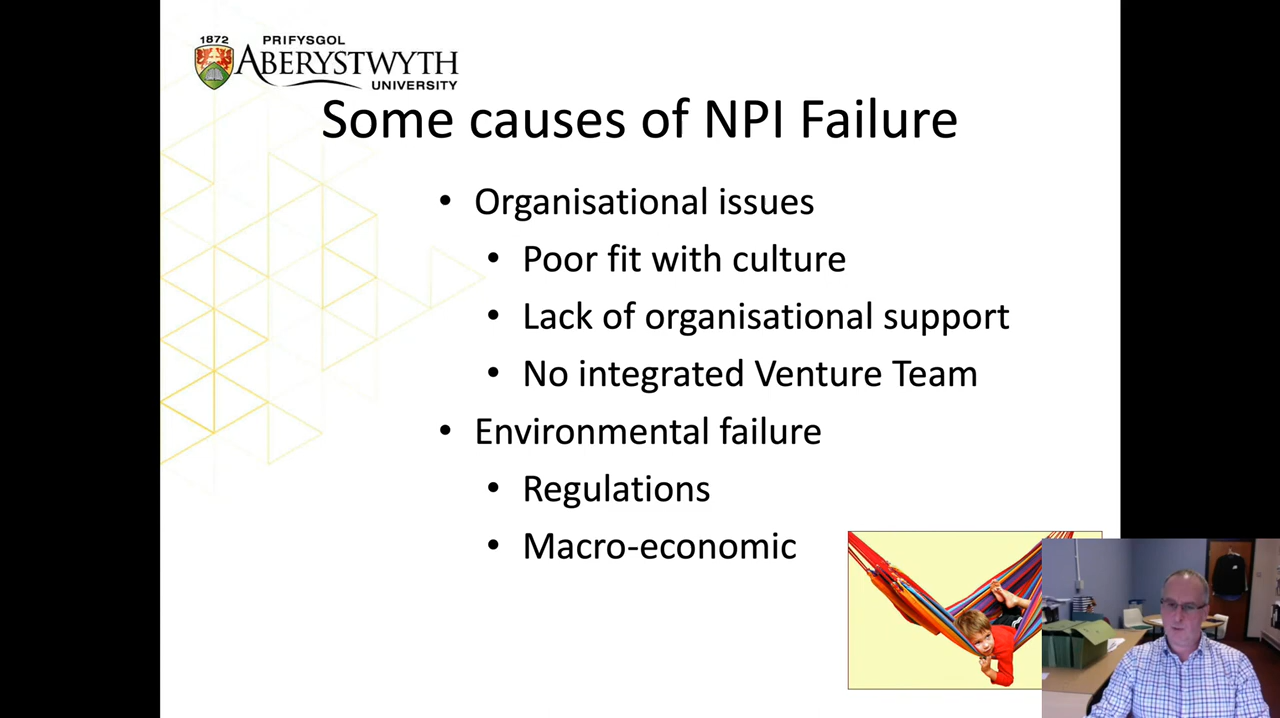 1872 PRIFYSGOL
ABERYSTWYTH
UNIVERSITY
Some causes of NPI Failure
• Organisational issues
• Poor fit with culture
• Lack of organisational support
• No integrated Venture Team
• Environmental failure
• Regulations
• Macro-economic